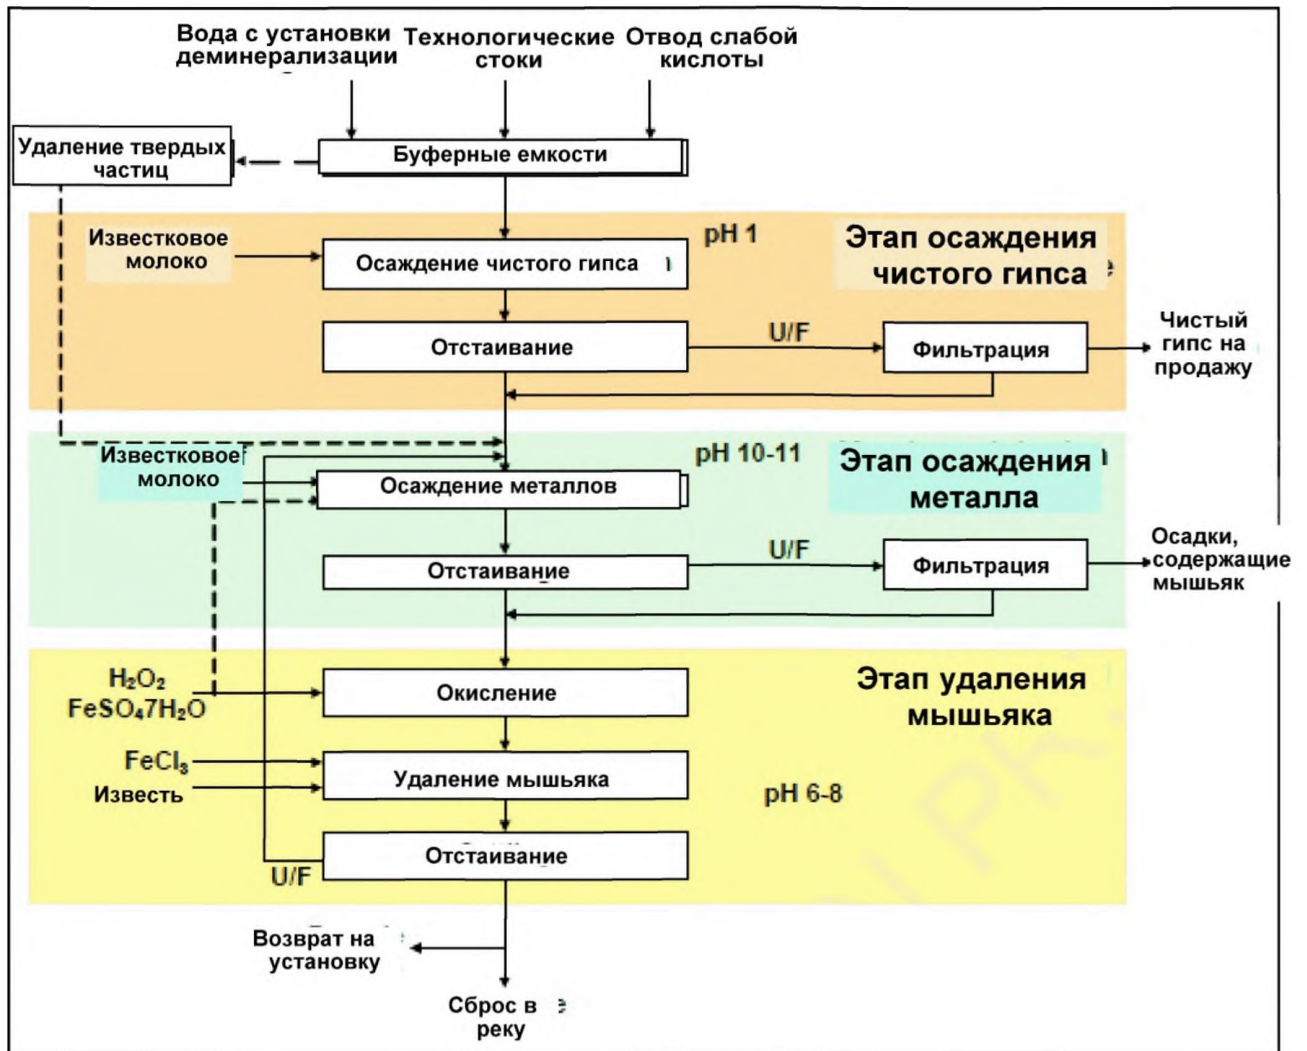 Вода с установки
деминерализации
Технологические
стоки
Отвод слабой
кислоты
Удаление твердых
частиц
Буферные емкости
Известковое
молоко
pH 1
Этап осаждения
чистого гипса
Осаждение чистого гипса
Отстаивание
U/F
Фильтрация
Чистый
гипс на
продажу
Известковое
молоко
pH 10-11
Этап осаждения
металла
Осаждение металлов
Отстаивание
U/F
Фильтрация
Осадки,
содержащие
мышьяк
H₂O₂
FeSO₄7H₂O
Окисление
Этап удаления
мышьяка
FeCl₃
Известь
Удаление мышьяка
pH 6-8
Отстаивание
U/F
Возврат на
установку
Сброс в
реку